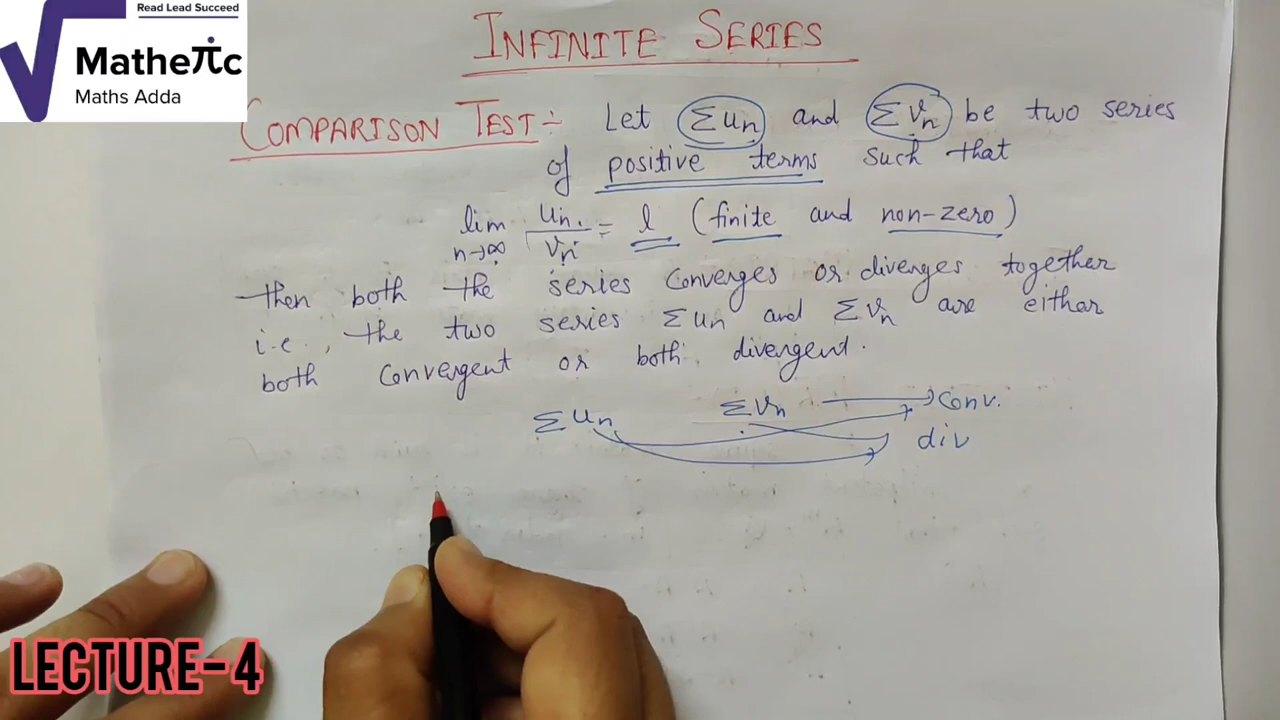 Read Lead Succeed
Matheπc
Maths Adda
INFINITE SERIES
COMPARISON TEST:- Let Σun and Σvn be two series
of positive terms such that
lim n→∞ un/vn = l (finite and non-zero)
then both the series converges or diverges together
i.e., the two series Σun and Σvn are either
both convergent or both divergent.
Σun Σvn conv.
div
LECTURE-4